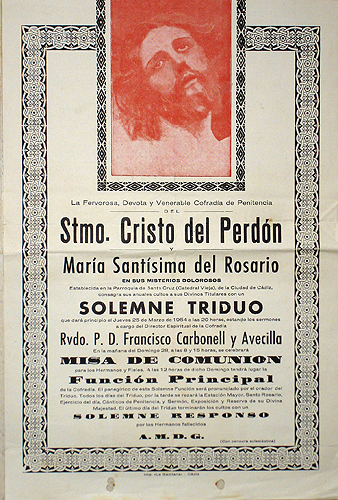 La Fervorosa, Devota y Venerable Cofradía de Penitencia
DEL
Stmo. Cristo del Perdón
Y
María Santísima del Rosario
EN SUS MISTERIOS DOLOROSOS
Establecida en la Parroquia de Santa Cruz (Catedral Vieja), de la Ciudad de Cádiz,
consagra sus anuales cultos a sus Divinos Titulares con un
SOLEMNE TRIDUO
que dará principio el Jueves 25 de Marzo de 1954 a las 20 horas, estando los sermones
a cargo del Director Espiritual de la Cofradía
Rvdo. P. D. Francisco Carbonell y Avecilla
En la mañana del Domingo 28, a las 8 y 15 horas, se celebrará
MISA DE COMUNION
para los Hermanos y Fieles. A las 12 horas de dicho Domingo tendrá lugar la
Función Principal
de la Cofradía. El panegírico de esta Solemne Función será pronunciado por el orador del
Triduo. Todos los días del Triduo, por la tarde se rezará la Estación Mayor, Santo Rosario,
Ejercicio del día, Cánticos de Penitencia y Sermón, Exposición y Reserva de su Divina
Majestad. El último día del Triduo terminarán los cultos con un
SOLEMNE RESPONSO
por los Hermanos fallecidos
A. M. D. G.
(Con censura eclesiástica)